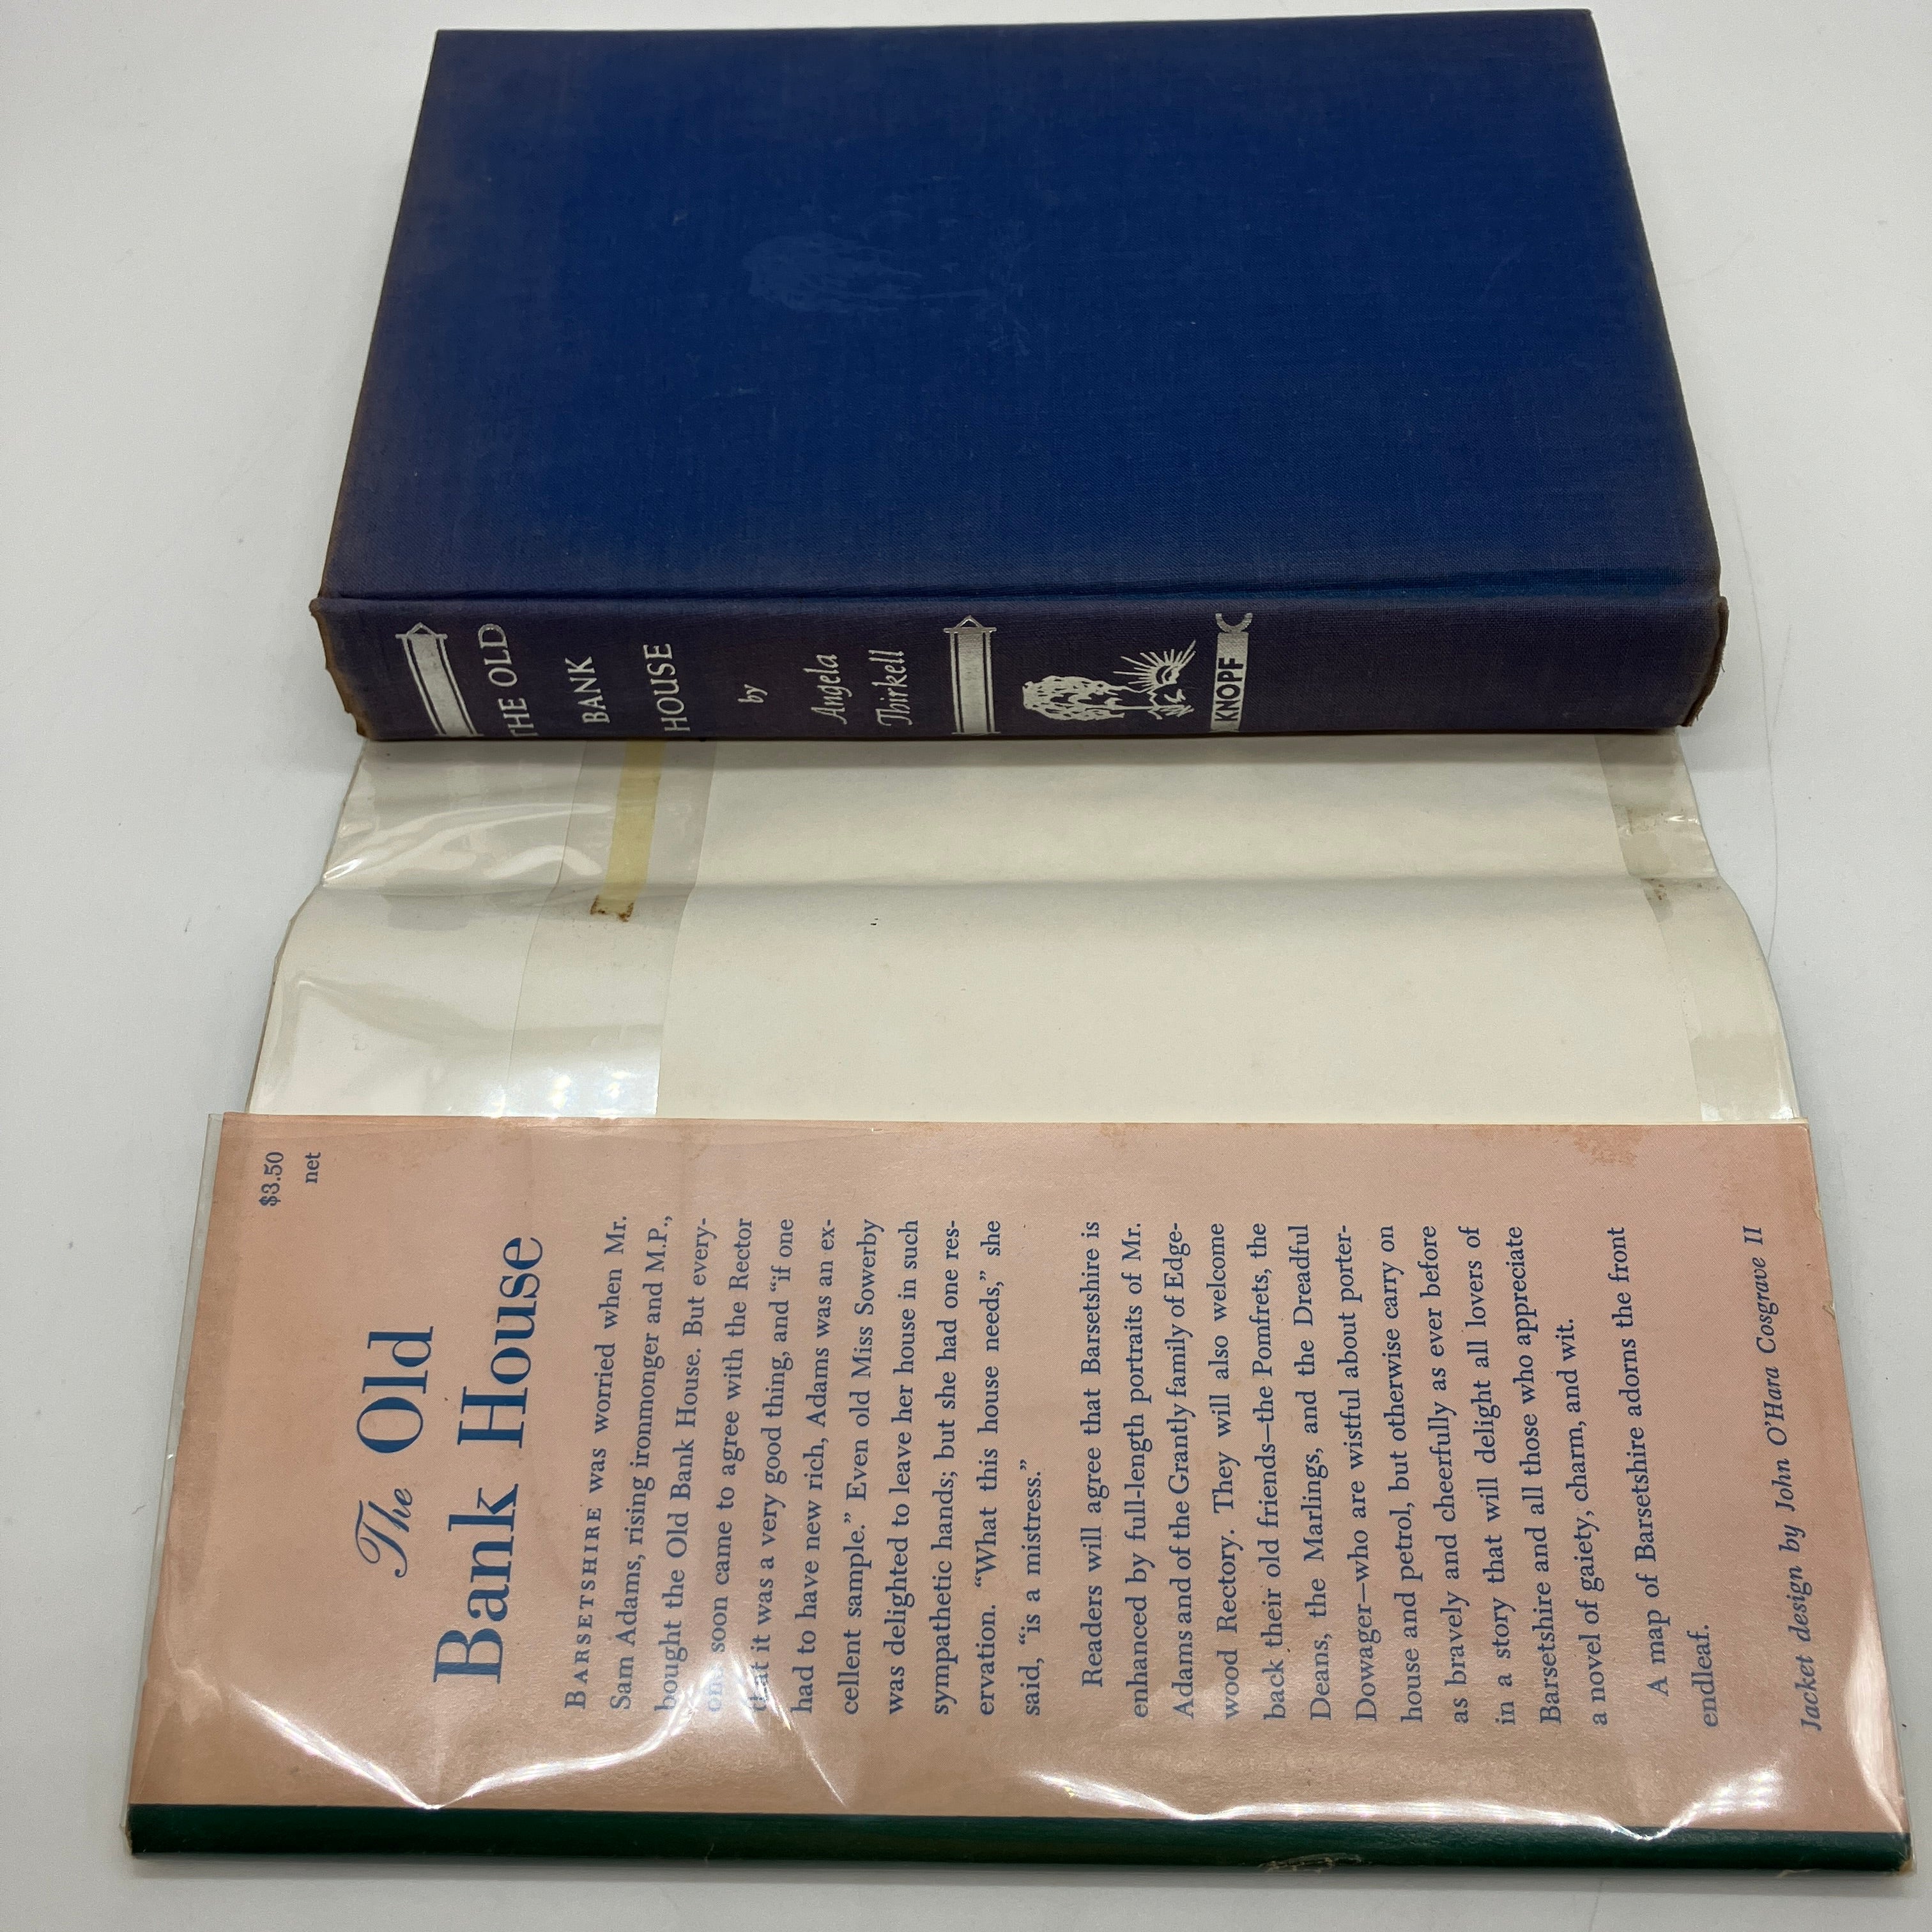 THE OLD
BANK
HOUSE
by
Angela
Thirkell
KNOPF
$3.50
net
The Old
Bank House
BARSETSHIRE was worried when Mr.
Sam Adams, rising ironmonger and M.P.,
bought the Old Bank House. But every-
one soon came to agree with the Rector
that it was a very good thing, and “if one
had to have new rich, Adams was an ex-
cellent sample.” Even old Miss Sowerby
was delighted to leave her house in such
sympathetic hands; but she had one res-
ervation. “What this house needs,” she
said, “is a mistress.”
Readers will agree that Barsetshire is
enhanced by full-length portraits of Mr.
Adams and of the Grantly family of Edge-
wood Rectory. They will also welcome
back their old friends—the Pomfrets, the
Deans, the Marlings, and the Dreadful
Dowager—who are wistful about porter-
house and petrol, but otherwise carry on
as bravely and cheerfully as ever before
in a story that will delight all lovers of
Barsetshire and all those who appreciate
a novel of gaiety, charm, and wit.
A map of Barsetshire adorns the front
endleaf.
Jacket design by John O’Hara Cosgrave II